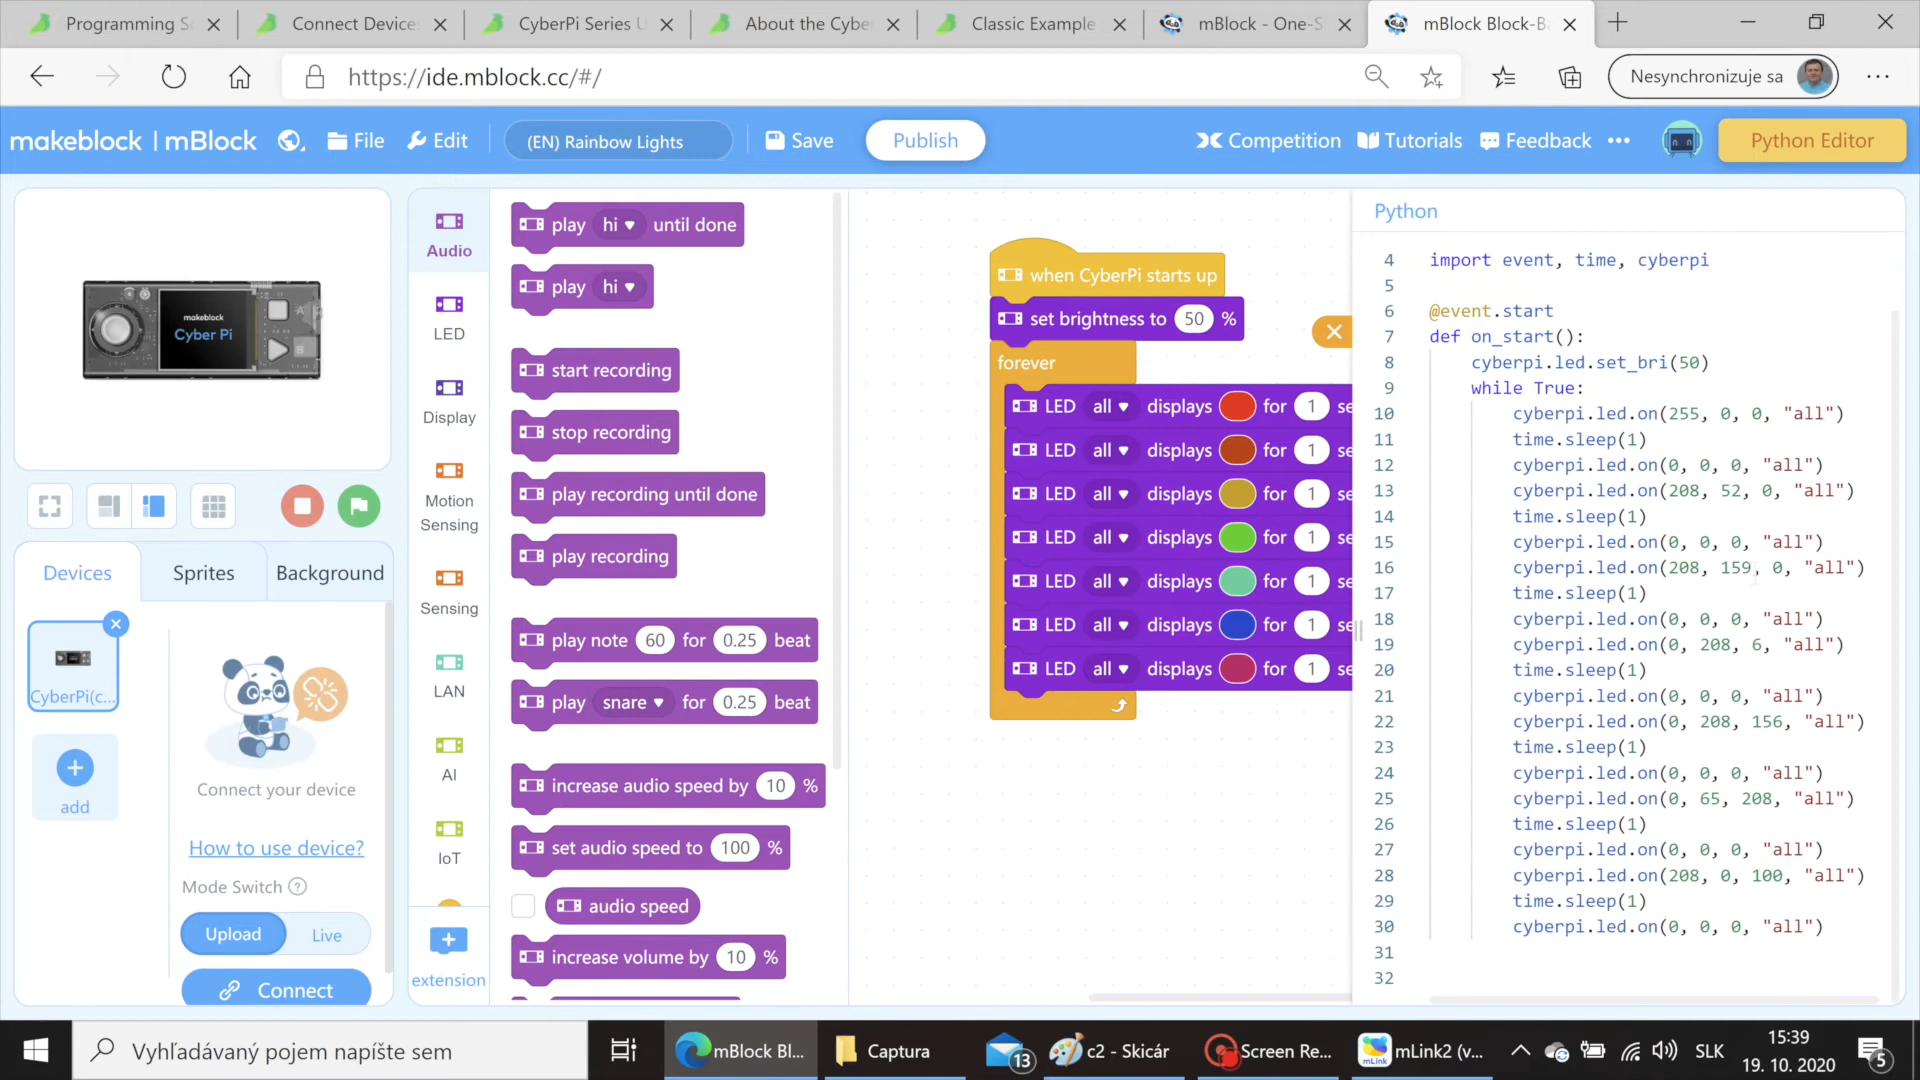 Programming S
Connect Device
CyberPi Series U
About the Cybe
Classic Example
mBlock - One-S
mBlock Block-Ba
https://ide.mblock.cc/#/
Nesynchronizuje sa
makeblock | mBlock
File
Edit
(EN) Rainbow Lights
Save
Publish
Competition
Tutorials
Feedback
Python Editor
makeblock
Cyber Pi
A
B
Devices
Sprites
Background
CyberPi(c...
add
Connect your device
How to use device?
Mode Switch ?
Upload
Live
Connect
Audio
LED
Display
Motion
Sensing
Sensing
LAN
AI
IoT
extension
play hi until done
play hi
start recording
stop recording
play recording until done
play recording
play note 60 for 0.25 beat
play snare for 0.25 beat
increase audio speed by 10 %
set audio speed to 100 %
audio speed
increase volume by 10 %
when CyberPi starts up
set brightness to 50 %
forever
LED all displays for 1 se
LED all displays for 1 se
LED all displays for 1 se
LED all displays for 1 se
LED all displays for 1 se
LED all displays for 1 se
LED all displays for 1 se
Python
4 import event, time, cyberpi
5
6 @event.start
7 def on_start():
8 cyberpi.led.set_bri(50)
9 while True:
10 cyberpi.led.on(255, 0, 0, "all")
11 time.sleep(1)
12 cyberpi.led.on(0, 0, 0, "all")
13 cyberpi.led.on(208, 52, 0, "all")
14 time.sleep(1)
15 cyberpi.led.on(0, 0, 0, "all")
16 cyberpi.led.on(208, 159, 0, "all")
17 time.sleep(1)
18 cyberpi.led.on(0, 0, 0, "all")
19 cyberpi.led.on(0, 208, 6, "all")
20 time.sleep(1)
21 cyberpi.led.on(0, 0, 0, "all")
22 cyberpi.led.on(0, 208, 156, "all")
23 time.sleep(1)
24 cyberpi.led.on(0, 0, 0, "all")
25 cyberpi.led.on(0, 65, 208, "all")
26 time.sleep(1)
27 cyberpi.led.on(0, 0, 0, "all")
28 cyberpi.led.on(208, 0, 100, "all")
29 time.sleep(1)
30 cyberpi.led.on(0, 0, 0, "all")
31
32
Vyhľadávaný pojem napíšte sem
mBlock Bl...
Captura
13
c2 - Skicár
Screen Re...
mLink
mLink2 (v...
SLK
15:39
19. 10. 2020
5